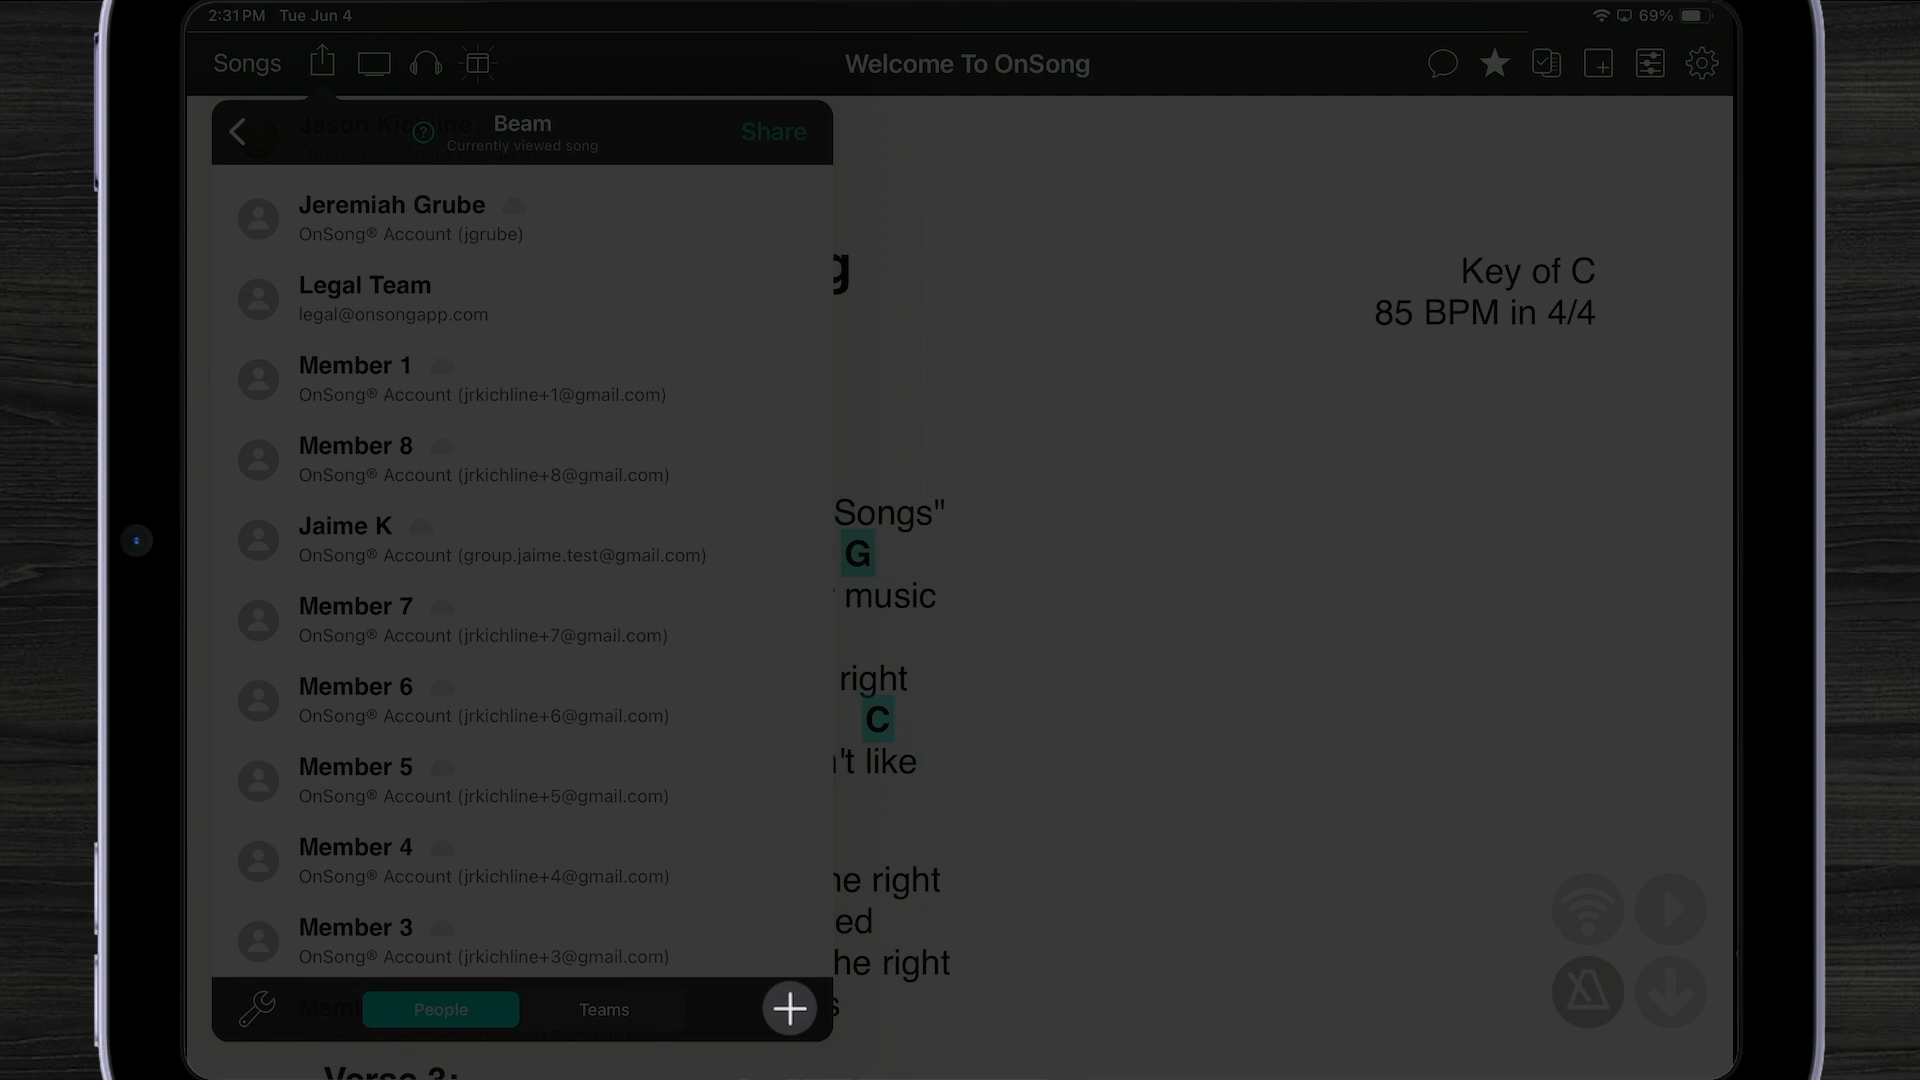 2:31 PM Tue Jun 4
69%
Songs
Welcome To OnSong
Jason Kichline
Beam
Currently viewed song
Share
Jeremiah Grube
OnSong® Account (jgrube)
Legal Team
legal@onsongapp.com
Member 1
OnSong® Account (jrkichline+1@gmail.com)
Member 8
OnSong® Account (jrkichline+8@gmail.com)
Jaime K
OnSong® Account (group.jaime.test@gmail.com)
Member 7
OnSong® Account (jrkichline+7@gmail.com)
Member 6
OnSong® Account (jrkichline+6@gmail.com)
Member 5
OnSong® Account (jrkichline+5@gmail.com)
Member 4
OnSong® Account (jrkichline+4@gmail.com)
Member 3
OnSong® Account (jrkichline+3@gmail.com)
People
Teams
g
Key of C
85 BPM in 4/4
Songs"
G
music
right
C
't like
he right
ed
he right
s
Verse 3: